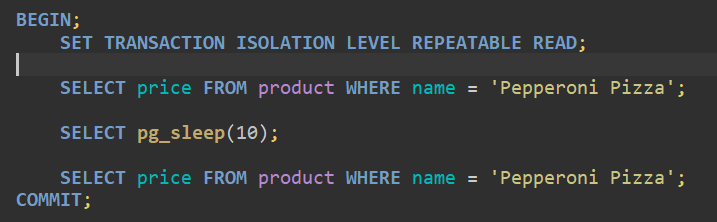 BEGIN;
SET TRANSACTION ISOLATION LEVEL REPEATABLE READ;
SELECT price FROM product WHERE name = 'Pepperoni Pizza';
SELECT pg_sleep(10);
SELECT price FROM product WHERE name = 'Pepperoni Pizza';
COMMIT;